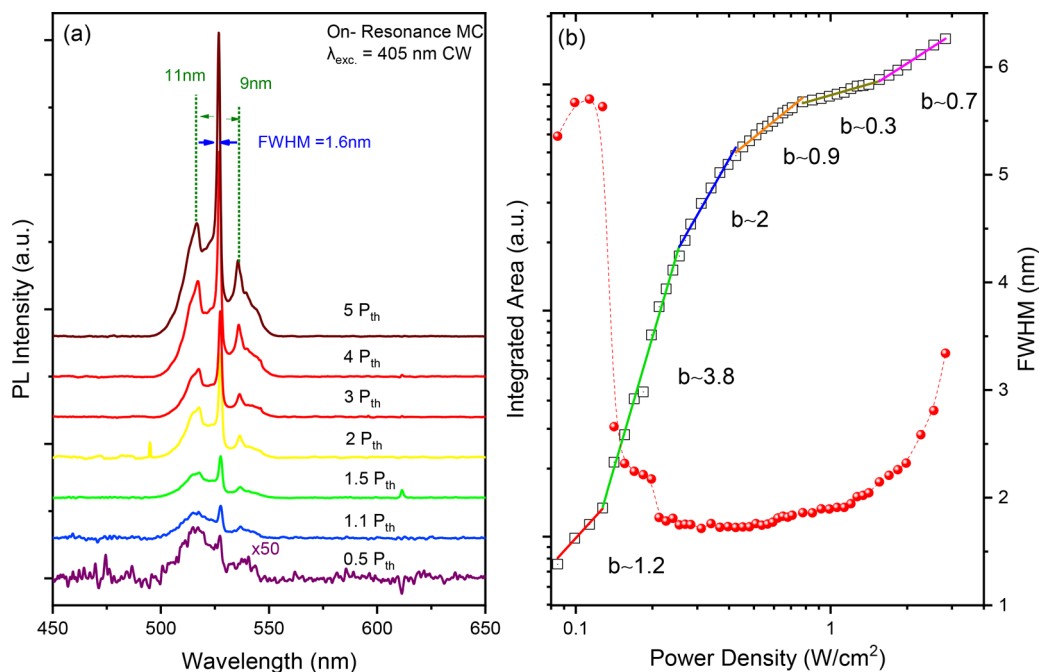 (a)
On- Resonance MC
λexc. = 405 nm CW
11nm
9nm
FWHM =1.6nm
5 Pth
4 Pth
3 Pth
2 Pth
1.5 Pth
1.1 Pth
x50
0.5 Pth
450
500
550
600
650
Wavelength (nm)
PL Intensity (a.u.)
(b)
b~0.7
b~0.3
b~0.9
b~2
b~3.8
b~1.2
Integrated Area (a.u.)
6
5
4
3
2
1
FWHM (nm)
0.1
1
Power Density (W/cm²)